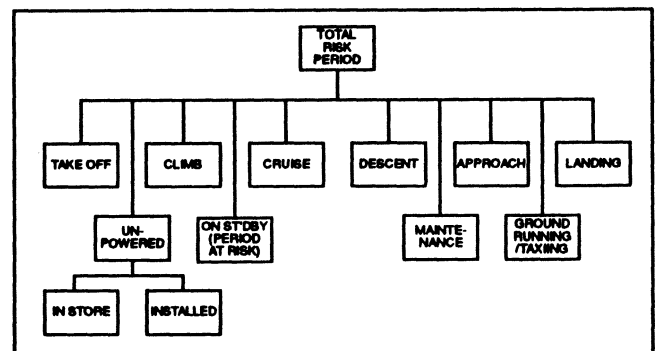 TOTAL
RISK
PERIOD
TAKE OFF
CLIMB
CRUISE
DESCENT
APPROACH
LANDING
UN-
POWERED
ON ST'DBY
(PERIOD
AT RISK)
MAINTE-
NANCE
GROUND
RUNNING
/TAXIING
IN STORE
INSTALLED